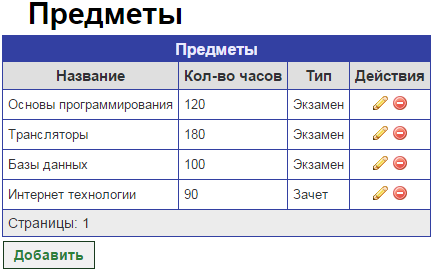 Предметы
Предметы
Название Кол-во часов Тип Действия
Основы программирования 120 Экзамен
Трансляторы 180 Экзамен
Базы данных 100 Экзамен
Интернет технологии 90 Зачет
Страницы: 1
Добавить